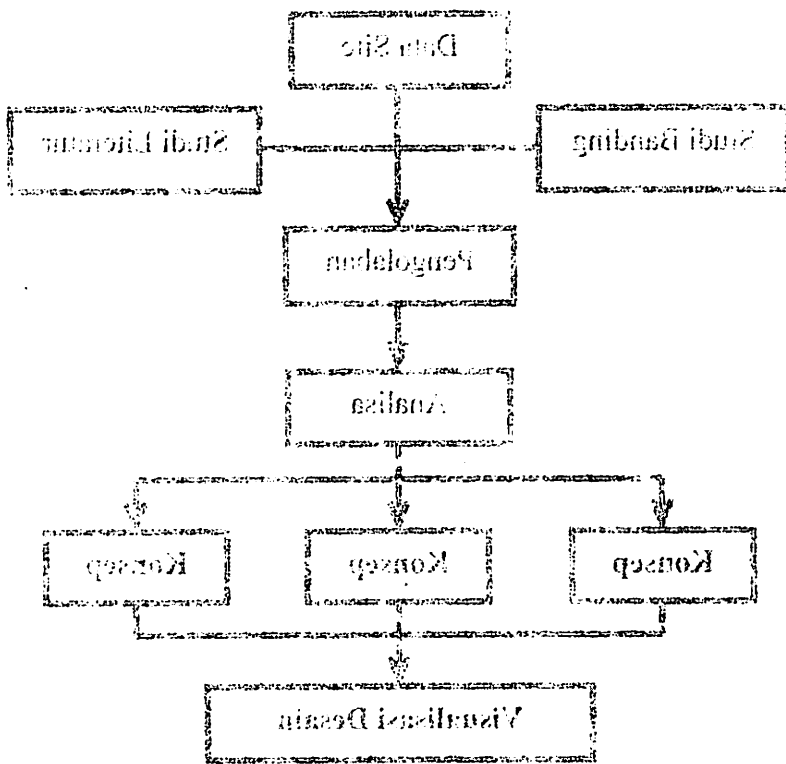 Data Site
Studi Literatur
Studi Banding
Pengolahan
Analisa
Konsep
Konsep
Konsep
Visualisasi Desain